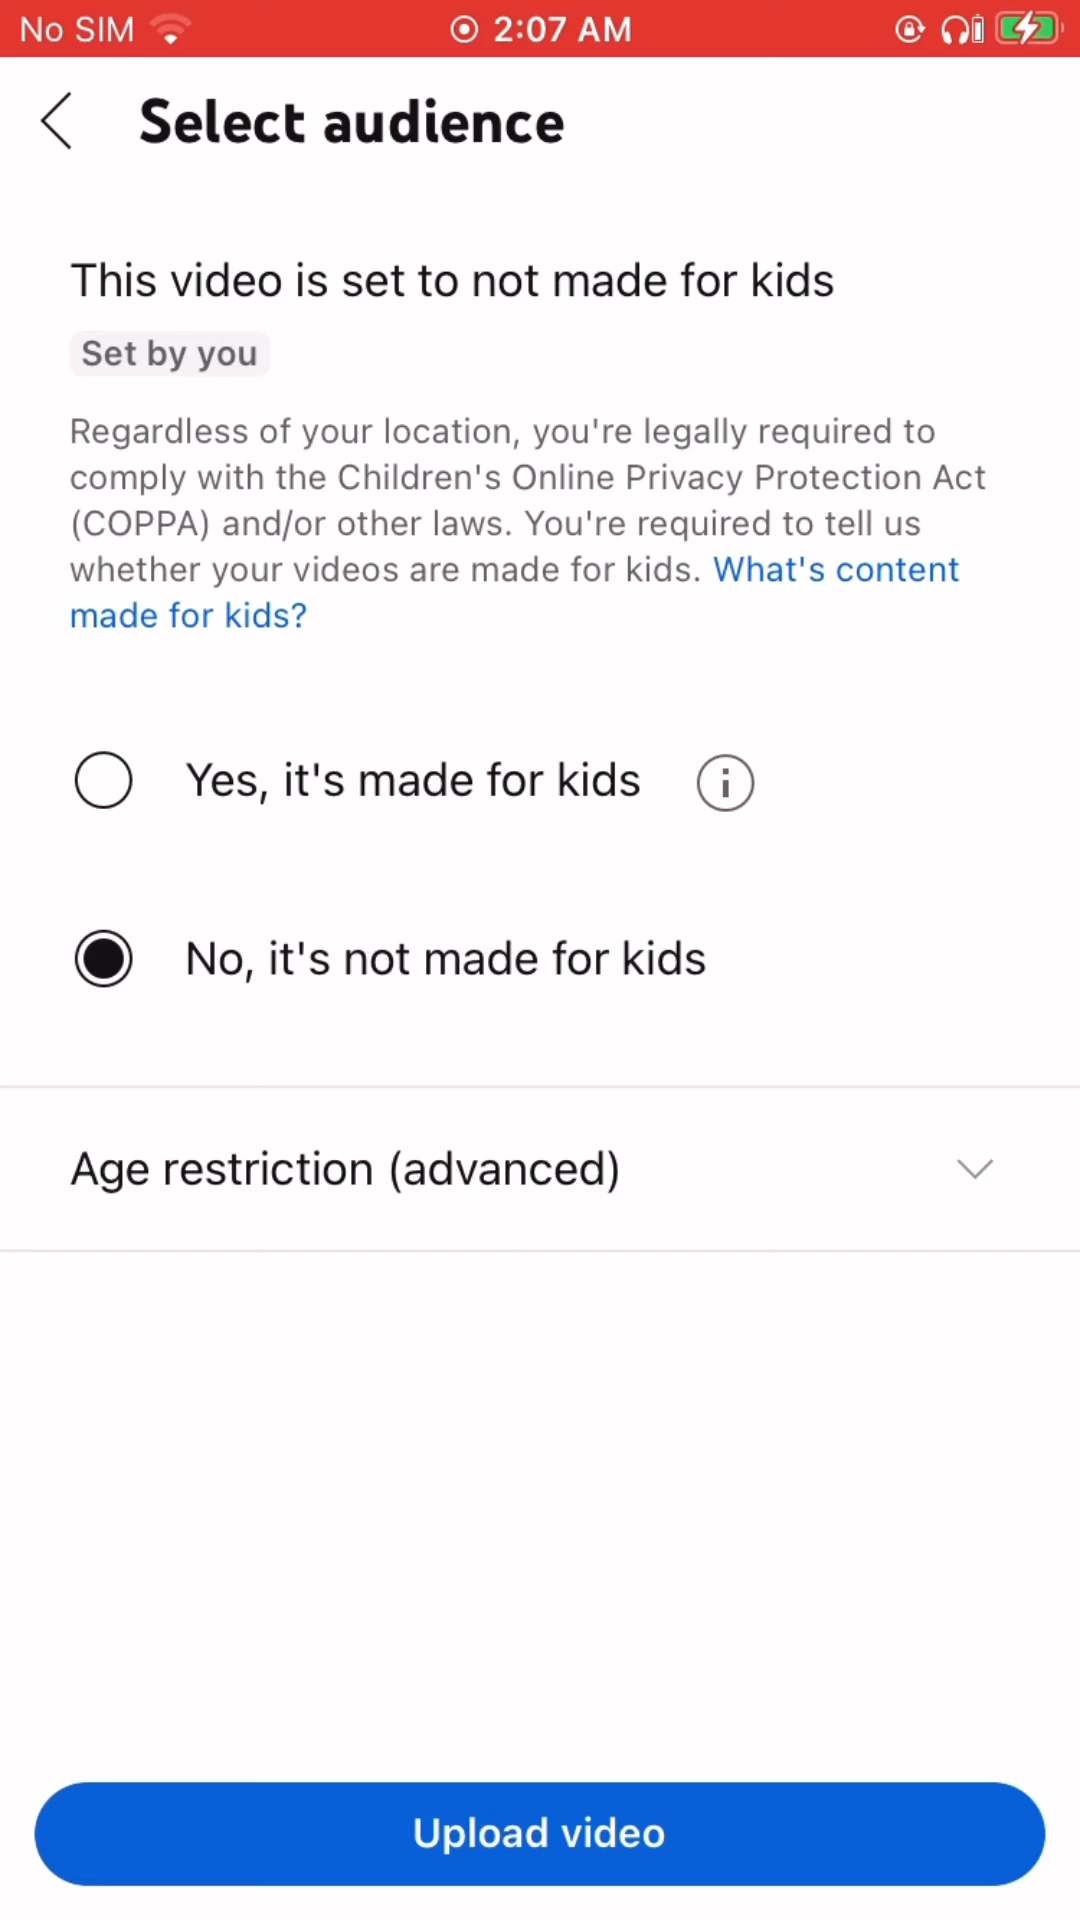 No SIM 2:07 AM
Select audience
This video is set to not made for kids
Set by you
Regardless of your location, you're legally required to
comply with the Children's Online Privacy Protection Act
(COPPA) and/or other laws. You're required to tell us
whether your videos are made for kids. What's content
made for kids?
Yes, it's made for kids
No, it's not made for kids
Age restriction (advanced)
Upload video